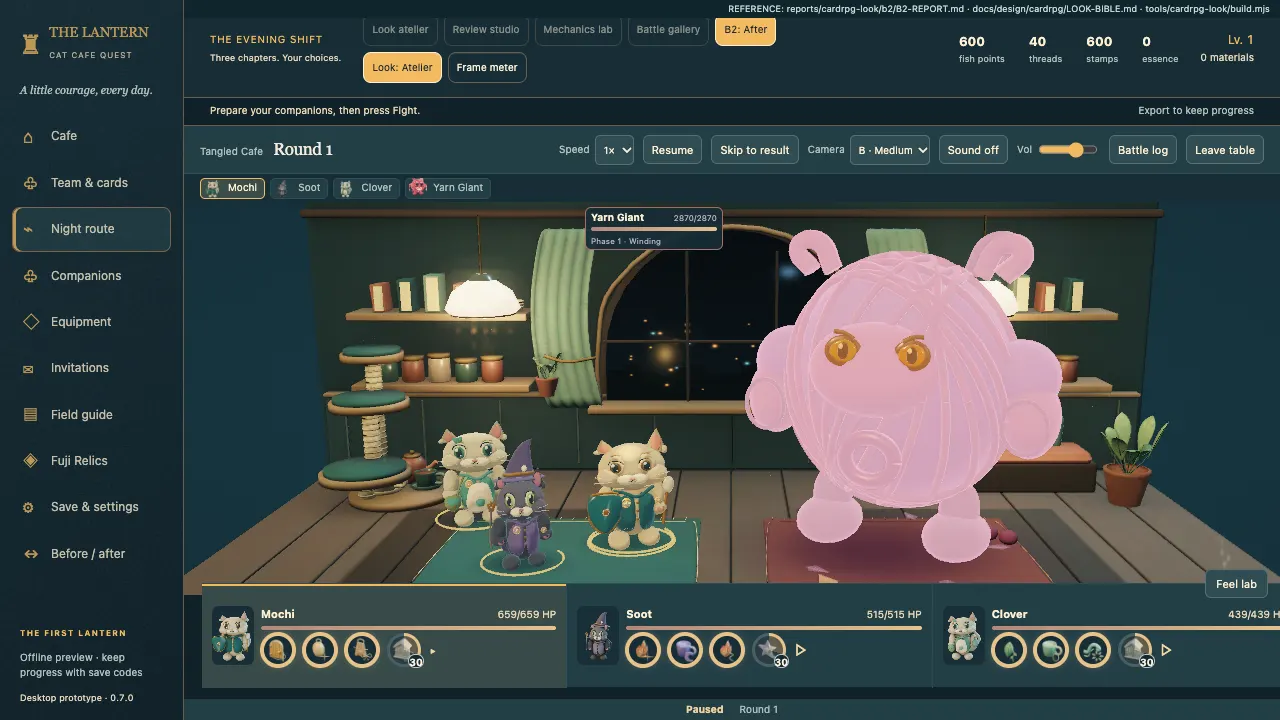 REFERENCE: reports/cardrpg-look/b2/B2-REPORT.md · docs/design/cardrpg/LOOK-BIBLE.md · tools/cardrpg-look/build.mjs
THE LANTERN
CAT CAFE QUEST
A little courage, every day.
Cafe
Team & cards
Night route
Companions
Equipment
Invitations
Field guide
Fuji Relics
Save & settings
Before / after
THE FIRST LANTERN
Offline preview · keep
progress with save codes
Desktop prototype · 0.7.0
THE EVENING SHIFT
Three chapters. Your choices.
Look atelier
Review studio
Mechanics lab
Battle gallery
B2: After
Look: Atelier
Frame meter
600
fish points
40
threads
600
stamps
0
essence
Lv. 1
0 materials
Prepare your companions, then press Fight.
Export to keep progress
Tangled Cafe
Round 1
Speed
1x
Resume
Skip to result
Camera
B · Medium
Sound off
Vol
Battle log
Leave table
Mochi
Soot
Clover
Yarn Giant
Yarn Giant
2870/2870
Phase 1 · Winding
Feel lab
Mochi
659/659 HP
30
Soot
515/515 HP
30
Clover
439/439 H
30
Paused
Round 1